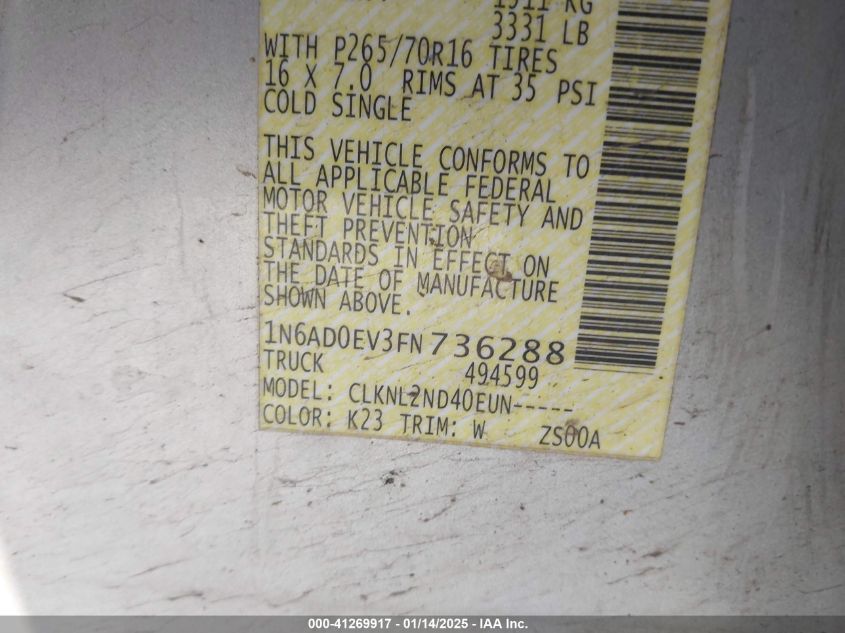 1911 KG
3331 LB
WITH P265/70R16 TIRES
16 X 7.0 RIMS AT 35 PSI
COLD SINGLE
THIS VEHICLE CONFORMS TO
ALL APPLICABLE FEDERAL
MOTOR VEHICLE SAFETY AND
THEFT PREVENTION
STANDARDS IN EFFECT ON
THE DATE OF MANUFACTURE
SHOWN ABOVE.
1N6AD0EV3FN736288
TRUCK 494599
MODEL: CLKNL2ND40EUN-----
COLOR: K23 TRIM: W ZS00A
000-41269917 - 01/14/2025 - IAA Inc.